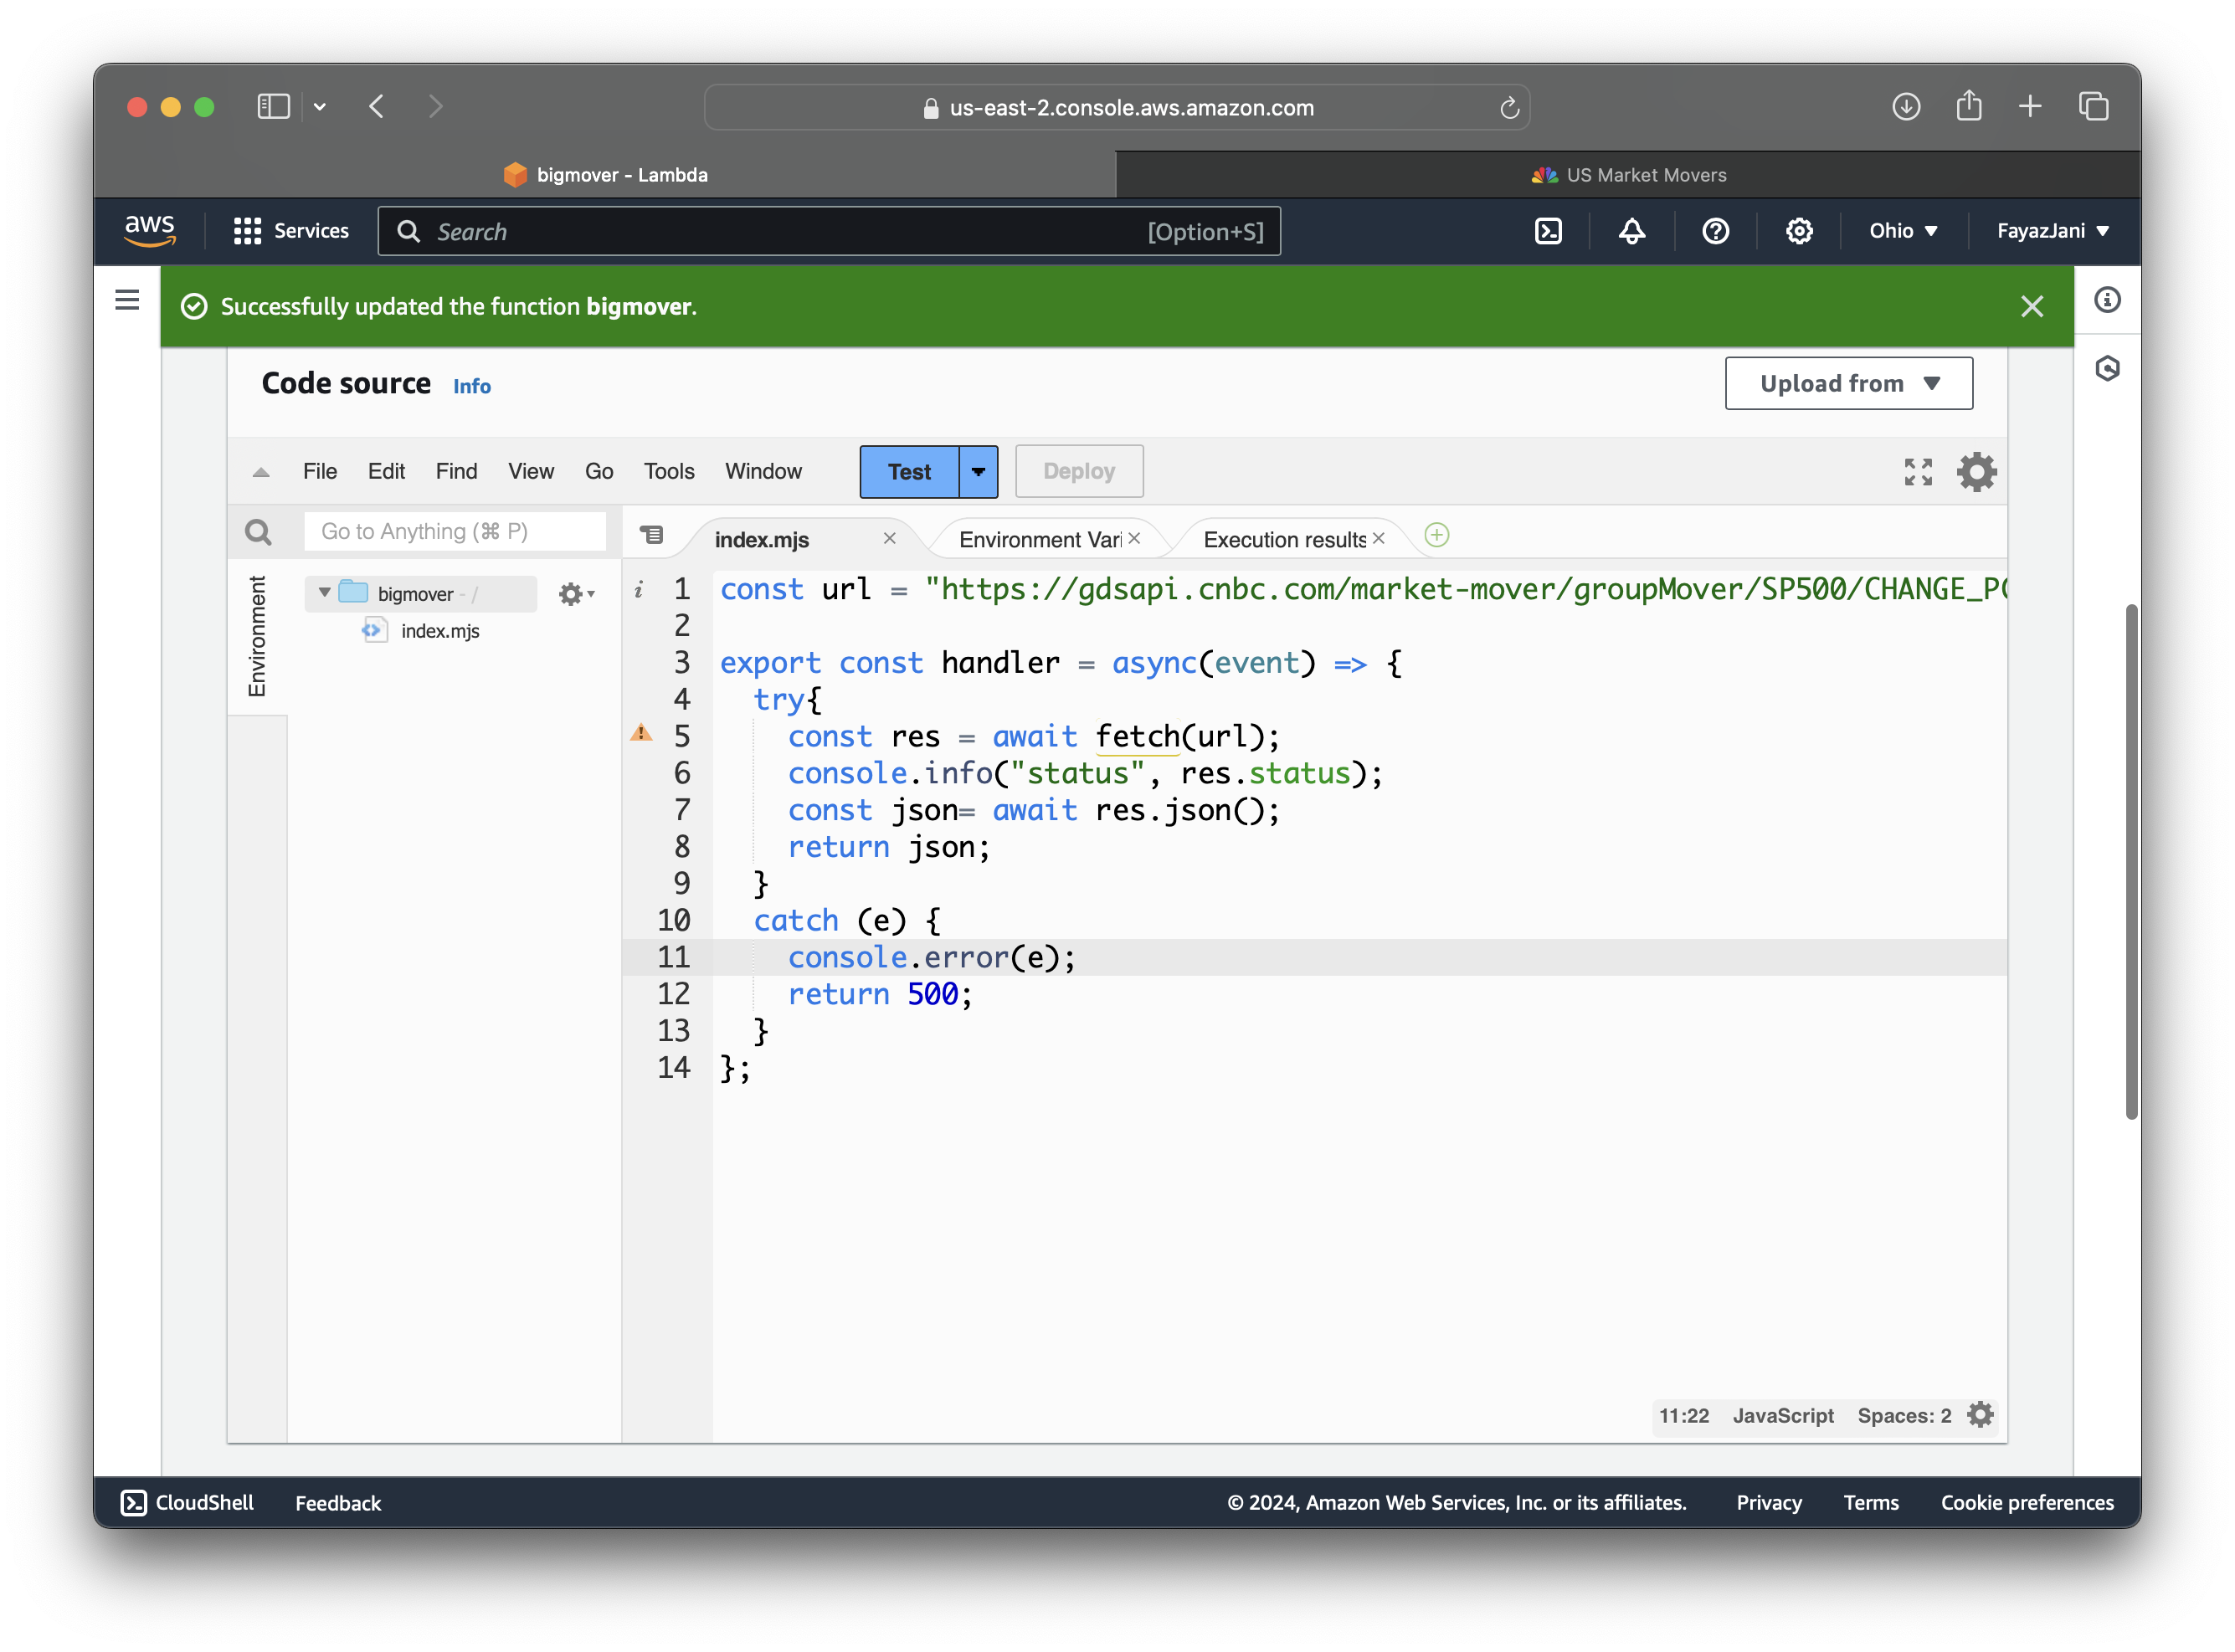 us-east-2.console.aws.amazon.com
bigmover - Lambda
US Market Movers
aws
Services
Search
[Option+S]
Ohio
FayazJani
Successfully updated the function bigmover.
Code source Info
Upload from
File Edit Find View Go Tools Window
Test
Deploy
Go to Anything (⌘ P)
index.mjs
Environment Vari
Execution results
Environment
bigmover - /
index.mjs
1 const url = "https://gdsapi.cnbc.com/market-mover/groupMover/SP500/CHANGE_P
2
3 export const handler = async(event) => {
4 try{
5 const res = await fetch(url);
6 console.info("status", res.status);
7 const json= await res.json();
8 return json;
9 }
10 catch (e) {
11 console.error(e);
12 return 500;
13 }
14 };
11:22 JavaScript Spaces: 2
CloudShell
Feedback
© 2024, Amazon Web Services, Inc. or its affiliates.
Privacy
Terms
Cookie preferences